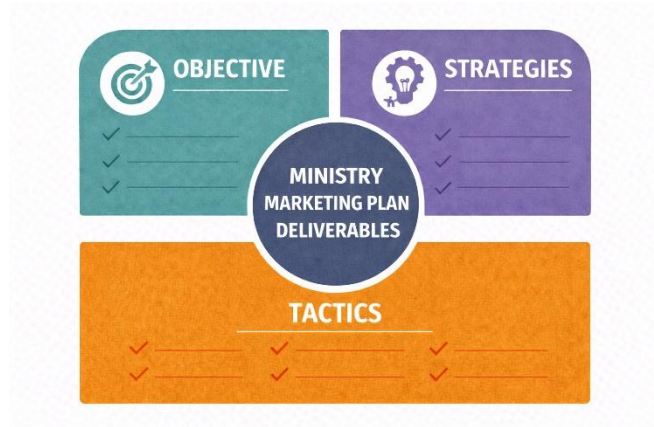 OBJECTIVE
STRATEGIES
MINISTRY
MARKETING PLAN
DELIVERABLES
TACTICS